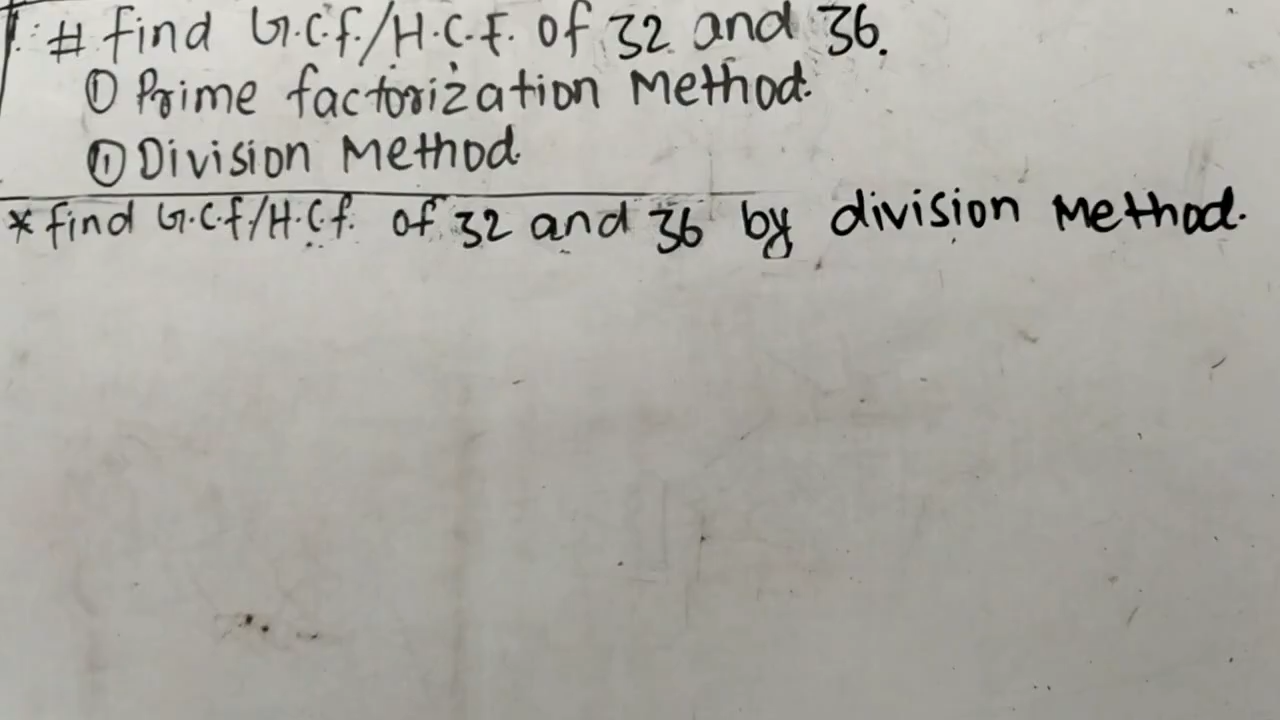 # Find G.C.F./H.C.F. of 32 and 36.
① Prime factorization Method.
① Division Method.
* Find G.C.F/H.C.F. of 32 and 36 by division Method.